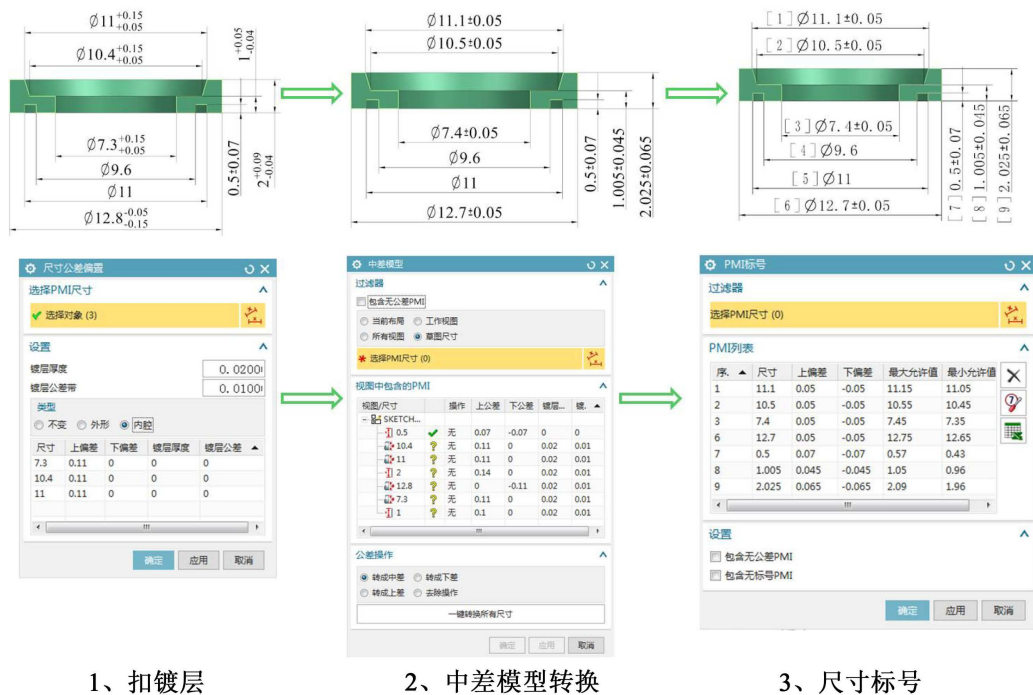 ∅11+0.15+0.05
∅10.4+0.15+0.05
1+0.05-0.04
∅7.3+0.15+0.05
∅9.6
∅11
∅12.8-0.05-0.15
0.5±0.07
2+0.09-0.04
∅11.1±0.05
∅10.5±0.05
∅7.4±0.05
∅9.6
∅11
∅12.7±0.05
0.5±0.07
1.005±0.045
2.025±0.065
[1]∅11.1±0.05
[2]∅10.5±0.05
[3]∅7.4±0.05
[4]∅9.6
[5]∅11
[6]∅12.7±0.05
[7]0.5±0.07
[8]1.005±0.045
[9]2.025±0.065
尺寸公差偏置
选择PMI尺寸
选择对象 (3)
设置
镀层厚度 0.0200
镀层公差带 0.0100
类型
不变 外形 内腔
尺寸 上偏差 下偏差 镀层厚度 镀层公差
7.3 0.11 0 0 0
10.4 0.11 0 0 0
11 0.11 0 0 0
确定 应用 取消
中差模型
过滤器
包含无公差PMI
当前布局 工作视图
所有视图 草图尺寸
* 选择PMI尺寸 (0)
视图中包含的PMI
视图/尺寸 操作 上公差 下公差 镀层... 镀.
SKETCH...
0.5 无 0.07 -0.07 0 0
10.4 ? 无 0.11 0 0.02 0.01
11 ? 无 0.11 0 0.02 0.01
2 ? 无 0.14 0 0.02 0.01
12.8 ? 无 0 -0.11 0.02 0.01
7.3 ? 无 0.11 0 0.02 0.01
1 ? 无 0.1 0 0.02 0.01
公差操作
转成中差 转成下差
转成上差 去除操作
一键转换所有尺寸
确定 应用 取消
PMI标号
过滤器
选择PMI尺寸 (0)
PMI列表
序. 尺寸 上偏差 下偏差 最大允许值 最小允许值
1 11.1 0.05 -0.05 11.15 11.05
2 10.5 0.05 -0.05 10.55 10.45
3 7.4 0.05 -0.05 7.45 7.35
6 12.7 0.05 -0.05 12.75 12.65
7 0.5 0.07 -0.07 0.57 0.43
8 1.005 0.045 -0.045 1.05 0.96
9 2.025 0.065 -0.065 2.09 1.96
设置
包含无公差PMI
包含无标号PMI
确定 应用 取消
1、扣镀层
2、中差模型转换
3、尺寸标号